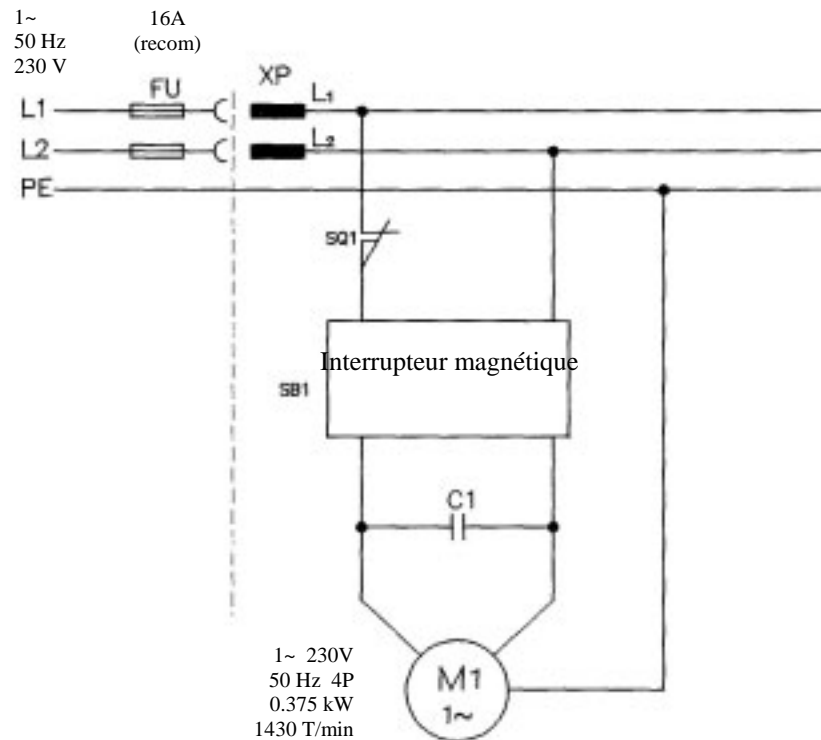 1~
50 Hz
230 V
16A
(recom)
FU
XP
L1
L1
L2
L2
PE
SQ1
Interrupteur magnétique
SB1
C1
1~ 230V
50 Hz 4P
0.375 kW
1430 T/min
M1
1~